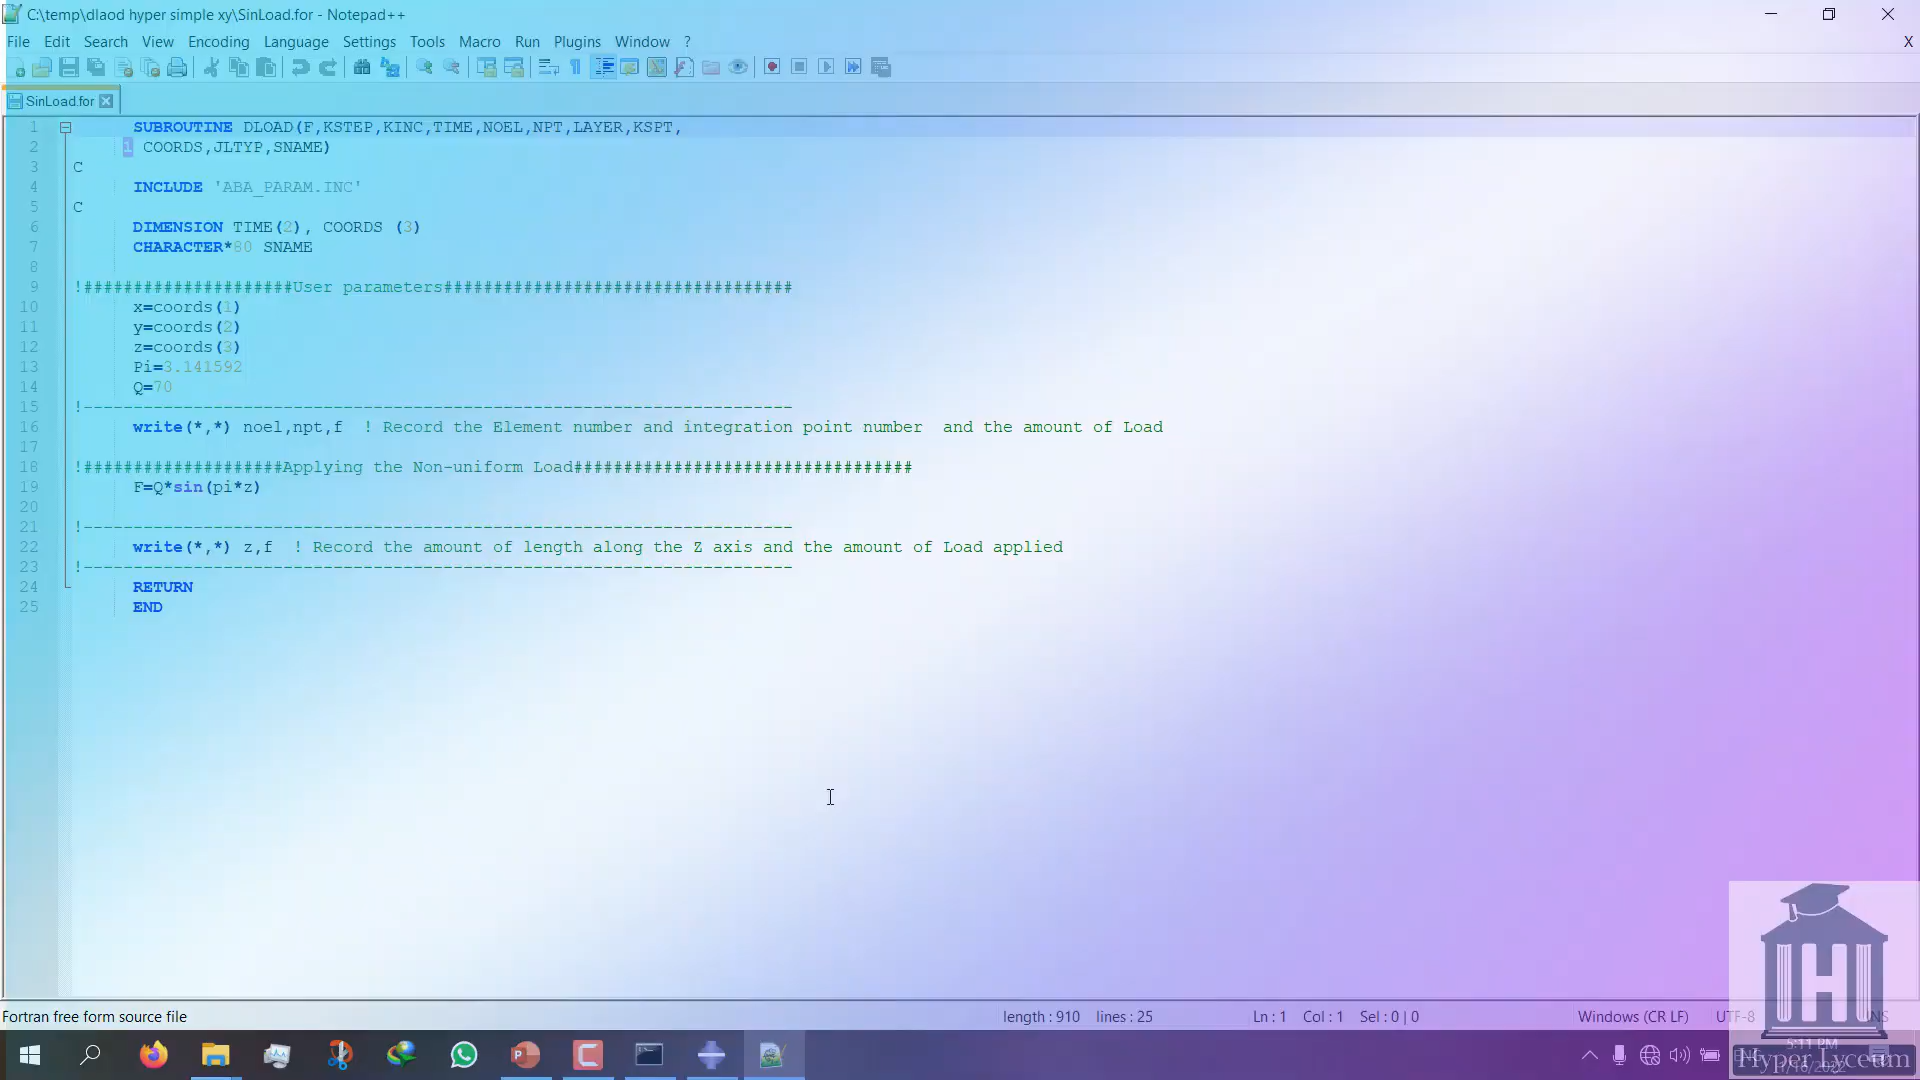 C:\temp\dlaod hyper simple xy\SinLoad.for - Notepad++
File Edit Search View Encoding Language Settings Tools Macro Run Plugins Window ? X
SinLoad.for
1 SUBROUTINE DLOAD(F,KSTEP,KINC,TIME,NOEL,NPT,LAYER,KSPT,
2 1 COORDS,JLTYP,SNAME)
3 C
4 INCLUDE 'ABA_PARAM.INC'
5 C
6 DIMENSION TIME(2), COORDS (3)
7 CHARACTER*80 SNAME
8
9 !#####################User parameters###################################
10 x=coords(1)
11 y=coords(2)
12 z=coords(3)
13 Pi=3.141592
14 Q=70
15 !-----------------------------------------------------------------------
16 write(*,*) noel,npt,f ! Record the Element number and integration point number and the amount of Load
17
18 !####################Applying the Non-uniform Load##################################
19 F=Q*sin(pi*z)
20
21 !-----------------------------------------------------------------------
22 write(*,*) z,f ! Record the amount of length along the Z axis and the amount of Load applied
23 !-----------------------------------------------------------------------
24 RETURN
25 END
Fortran free form source file length : 910 lines : 25 Ln : 1 Col : 1 Sel : 0 | 0 Windows (CR LF) UTF-8
5:11 PM
H
Hyper Lyceum